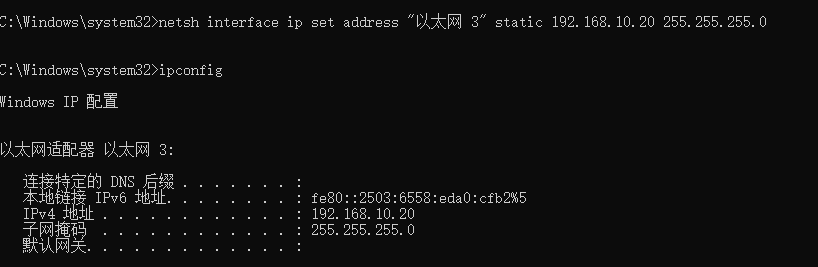 C:\Windows\system32>netsh interface ip set address "以太网 3" static 192.168.10.20 255.255.255.0
C:\Windows\system32>ipconfig
Windows IP 配置
以太网适配器 以太网 3:
连接特定的 DNS 后缀 . . . . . . . :
本地链接 IPv6 地址. . . . . . . . : fe80::2503:6558:eda0:cfb2%5
IPv4 地址 . . . . . . . . . . . . : 192.168.10.20
子网掩码 . . . . . . . . . . . . : 255.255.255.0
默认网关. . . . . . . . . . . . . :